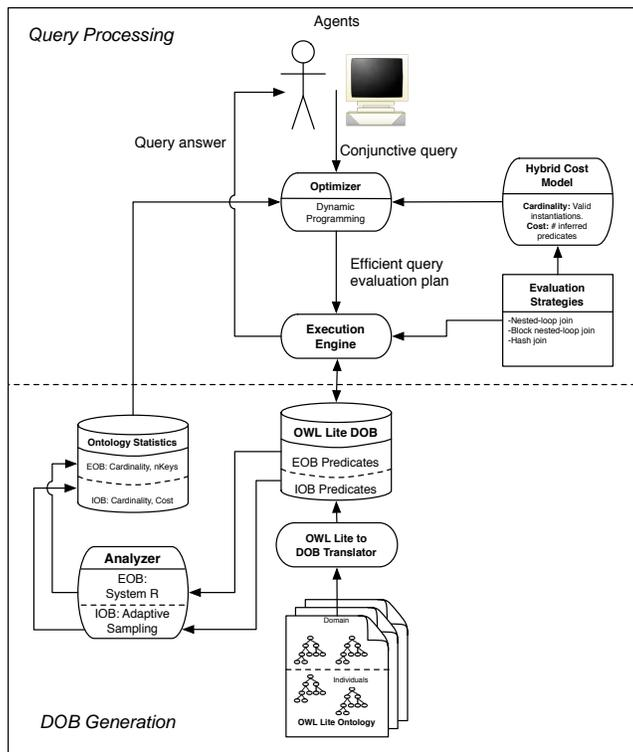 Agents
Query Processing
Query answer
Conjunctive query
Optimizer
Dynamic
Programming
Hybrid Cost
Model
Cardinality: Valid
instantiations.
Cost: # inferred
predicates
Efficient query
evaluation plan
Evaluation
Strategies
-Nested-loop join
-Block nested-loop join
-Hash join
Execution
Engine
Ontology Statistics
EOB: Cardinality, nKeys
IOB: Cardinality, Cost
OWL Lite DOB
EOB Predicates
IOB Predicates
OWL Lite to
DOB Translator
Analyzer
EOB:
System R
IOB: Adaptive
Sampling
Domain
Individuals
OWL Lite Ontology
DOB Generation